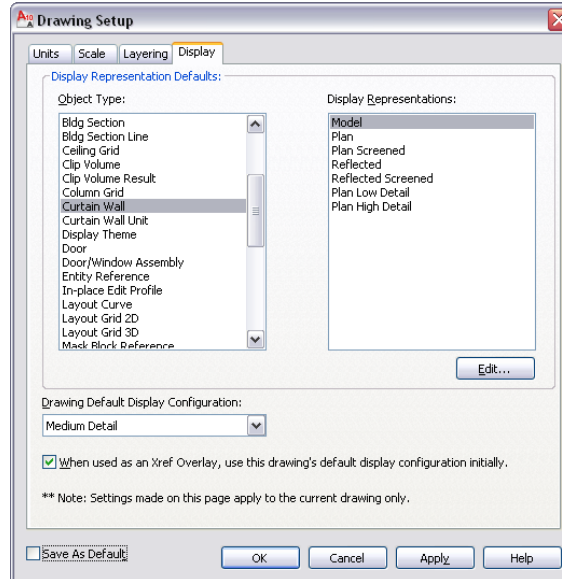 Drawing Setup
Units Scale Layering Display
Display Representation Defaults:
Object Type:
Bldg Section
Bldg Section Line
Ceiling Grid
Clip Volume
Clip Volume Result
Column Grid
Curtain Wall
Curtain Wall Unit
Display Theme
Door
Door/Window Assembly
Entity Reference
In-place Edit Profile
Layout Curve
Layout Grid 2D
Layout Grid 3D
Mask Block Reference
Display Representations:
Model
Plan
Plan Screened
Reflected
Reflected Screened
Plan Low Detail
Plan High Detail
Edit...
Drawing Default Display Configuration:
Medium Detail
When used as an Xref Overlay, use this drawing's default display configuration initially.
** Note: Settings made on this page apply to the current drawing only.
Save As Default
OK Cancel Apply Help